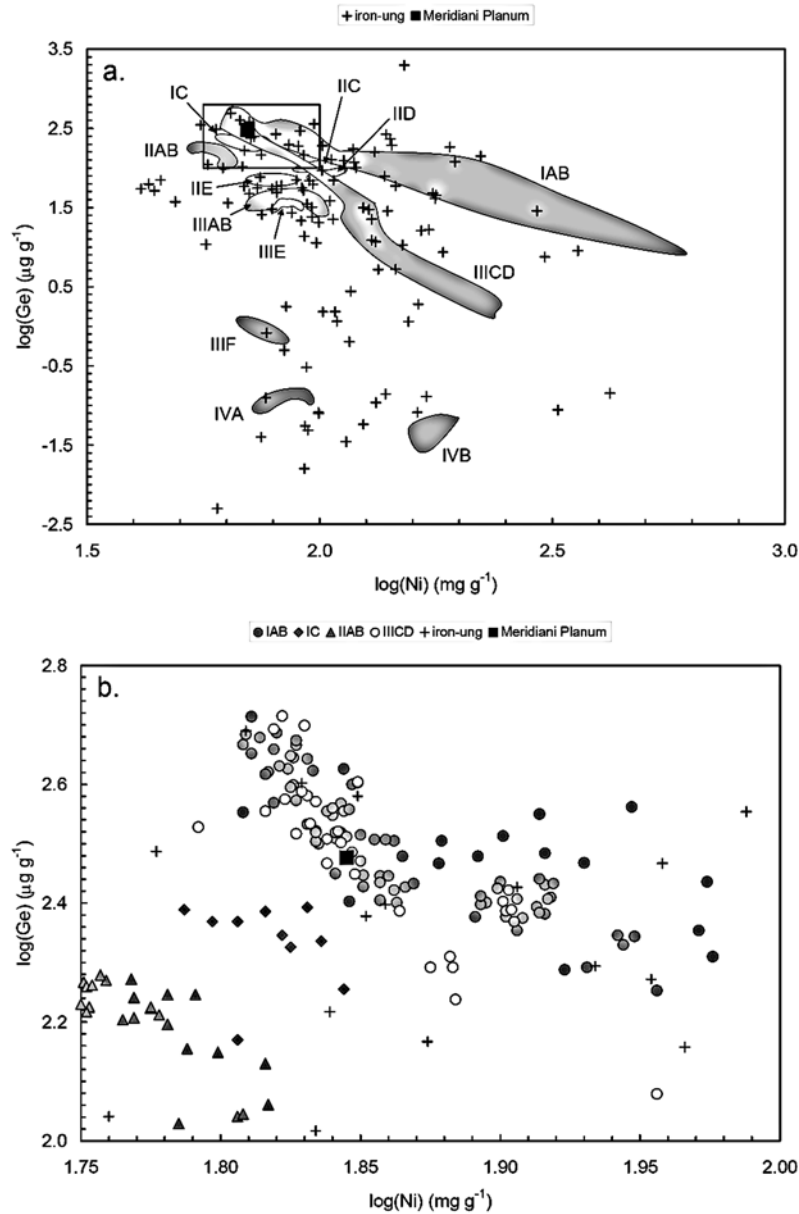 iron-ung Meridiani Planum
a.
3.5
2.5
1.5
0.5
-0.5
-1.5
-2.5
log(Ge) (µg g⁻¹)
IC
IIC
IID
IIAB
IAB
IIE
IIIAB
IIIE
IIICD
IIIF
IVA
IVB
1.5 2.0 2.5 3.0
log(Ni) (mg g⁻¹)
IAB IC IIAB IIICD iron-ung Meridiani Planum
b.
2.8
2.6
2.4
2.2
2.0
log(Ge) (µg g⁻¹)
1.75 1.80 1.85 1.90 1.95 2.00
log(Ni) (mg g⁻¹)